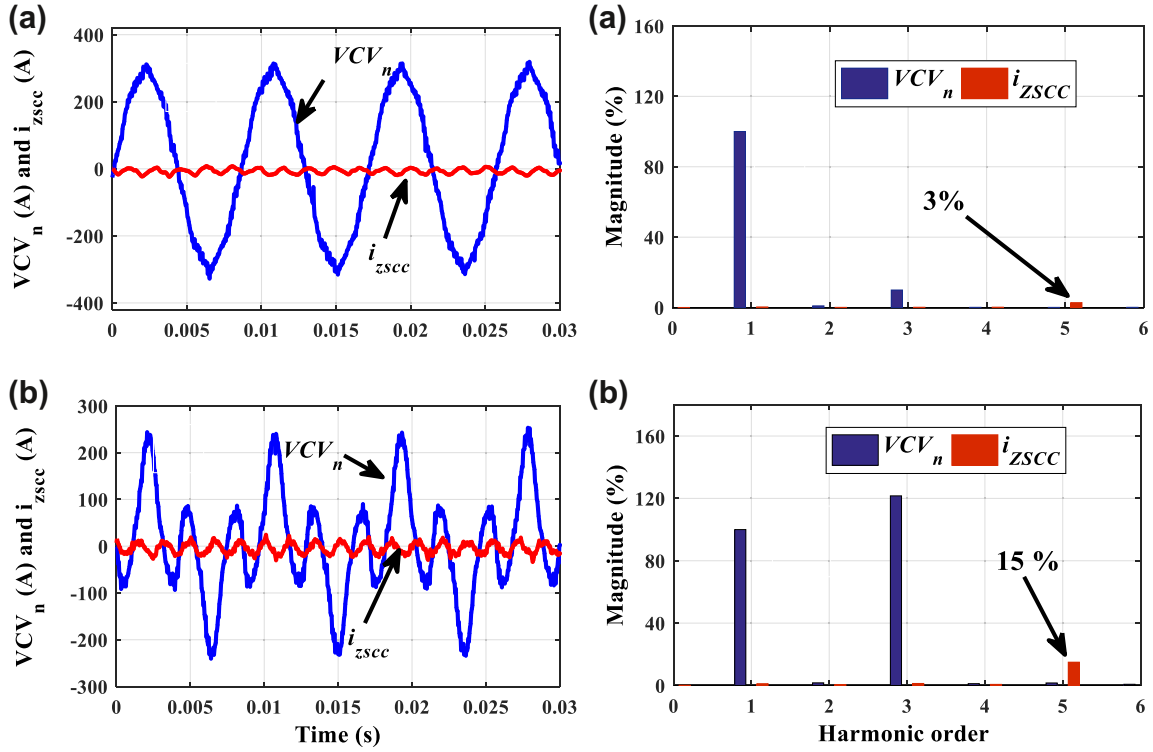 (a)
400
200
0
-200
-400
VCV_n (A) and i_zscc (A)
VCV_n
i_zscc
0 0.005 0.01 0.015 0.02 0.025 0.03
(a)
160
120
80
40
0
Magnitude (%)
VCV_n i_ZSCC
3%
0 1 2 3 4 5 6
(b)
300
200
100
0
-100
-200
-300
VCV_n (A) and i_zscc (A)
VCV_n
i_zscc
0 0.005 0.01 0.015 0.02 0.025 0.03
Time (s)
(b)
160
120
80
40
0
Magnitude (%)
VCV_n i_ZSCC
15 %
0 1 2 3 4 5 6
Harmonic order